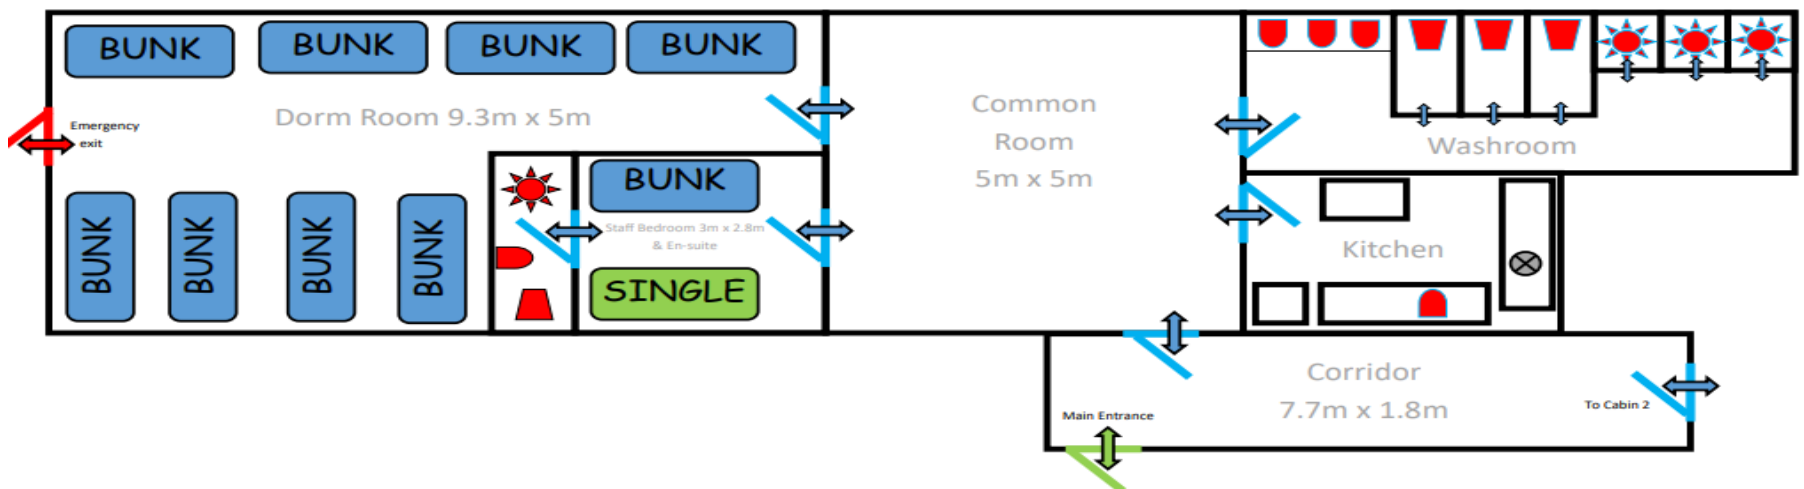 BUNK
BUNK
BUNK
BUNK
Dorm Room 9.3m x 5m
Emergency
exit
BUNK
BUNK
BUNK
BUNK
BUNK
Staff Bedroom 3m x 2.8m
& En-suite
SINGLE
Common
Room
5m x 5m
Washroom
Kitchen
Corridor
7.7m x 1.8m
Main Entrance
To Cabin 2